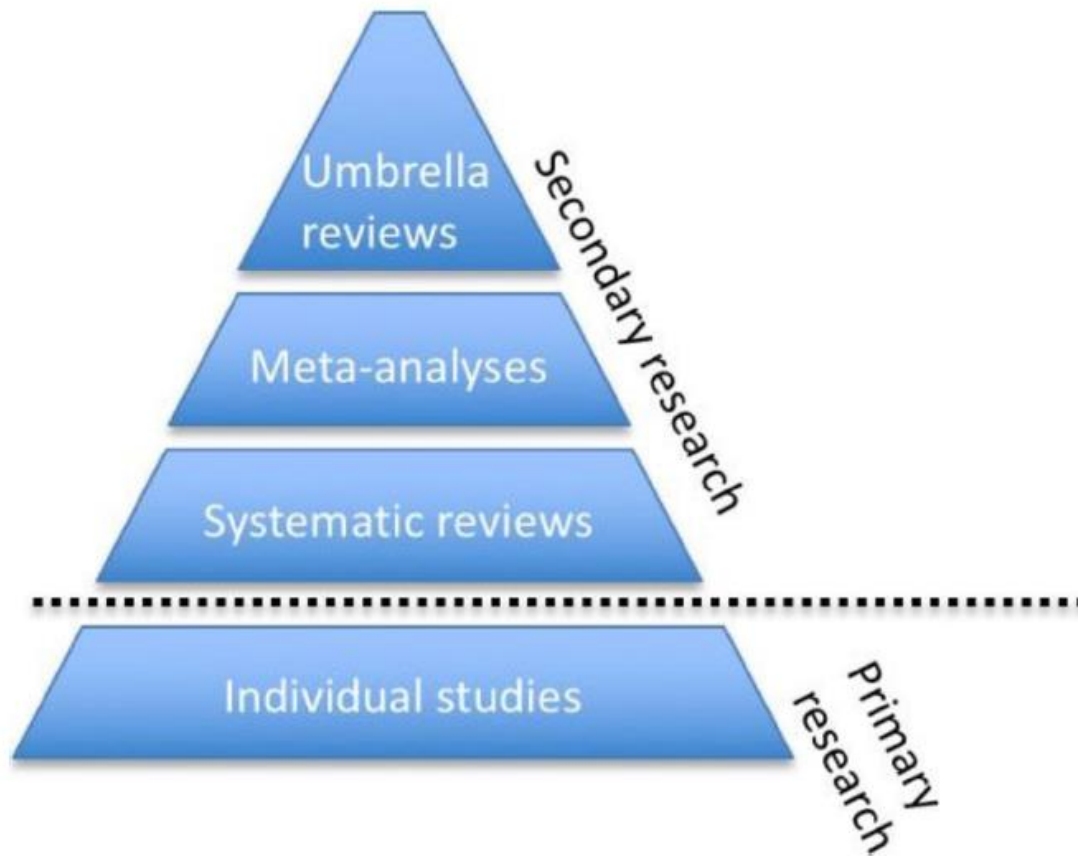 Umbrella
reviews
Secondary research
Meta-analyses
Systematic reviews
Individual studies
Primary
research